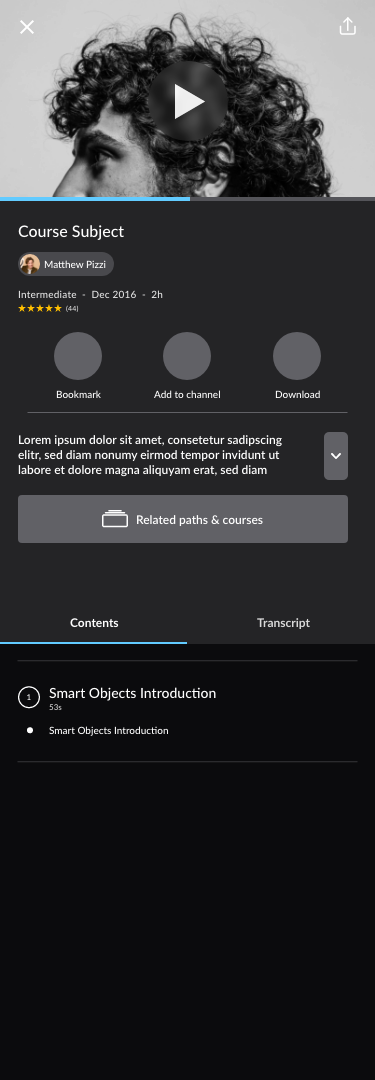 Course Subject
Matthew Pizzi
Intermediate - Dec 2016 - 2h
(44)
Bookmark
Add to channel
Download
Lorem ipsum dolor sit amet, consetetur sadipscing
elitr, sed diam nonumy eirmod tempor invidunt ut
labore et dolore magna aliquyam erat, sed diam
Related paths & courses
Contents
Transcript
1
Smart Objects Introduction
53s
Smart Objects Introduction